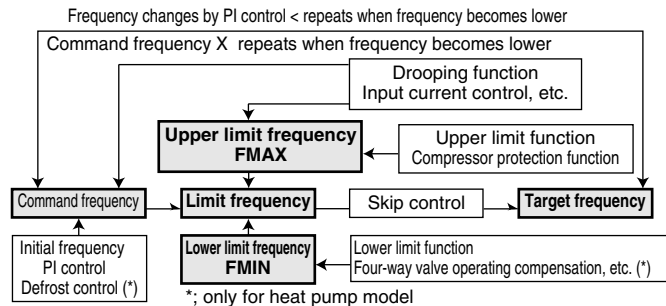 Frequency changes by PI control < repeats when frequency becomes lower
Command frequency X repeats when frequency becomes lower
Drooping function
Input current control, etc.
Upper limit frequency
FMAX
Upper limit function
Compressor protection function
Command frequency
Limit frequency
Skip control
Target frequency
Initial frequency
PI control
Defrost control (*)
Lower limit frequency
FMIN
Lower limit function
Four-way valve operating compensation, etc. (*)
*; only for heat pump model